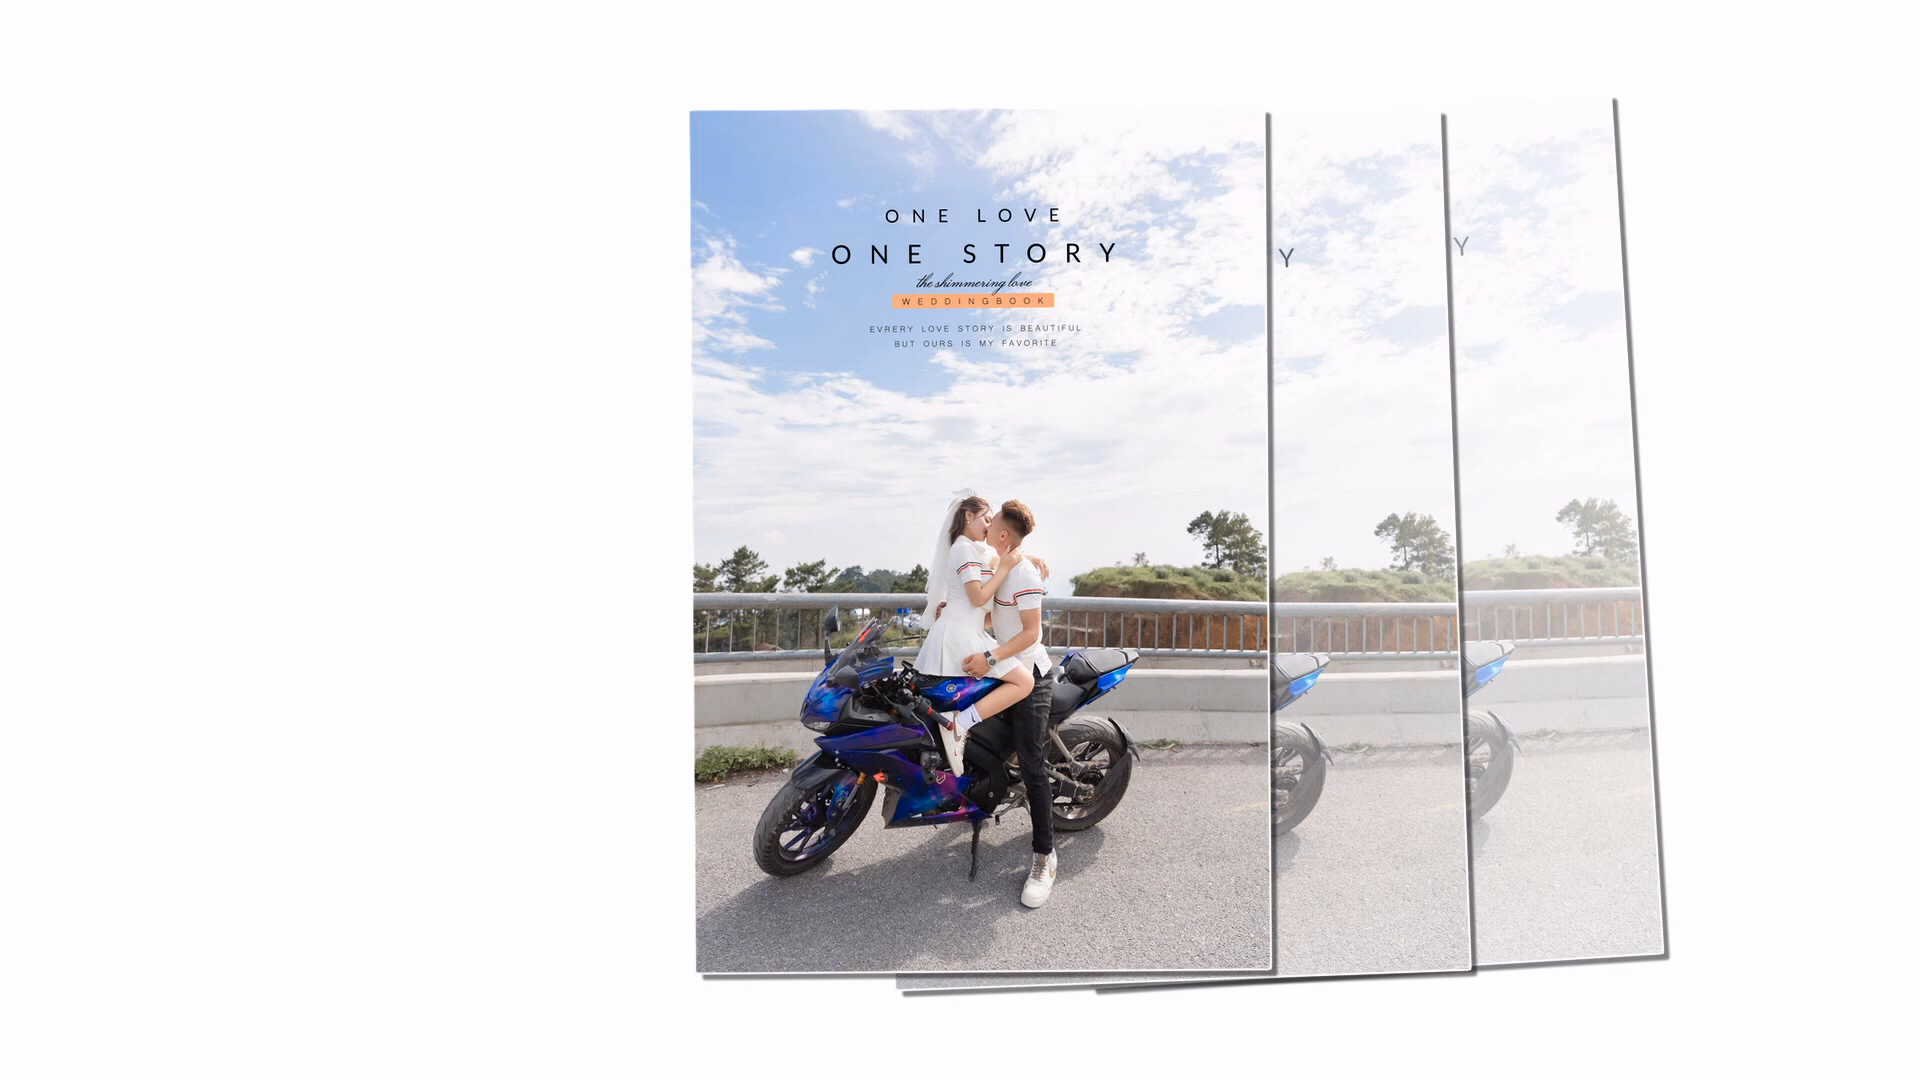 ONE LOVE
ONE STORY
the shimmering love
WEDDINGBOOK
EVRERY LOVE STORY IS BEAUTIFUL
BUT OURS IS MY FAVORITE
Y
Y